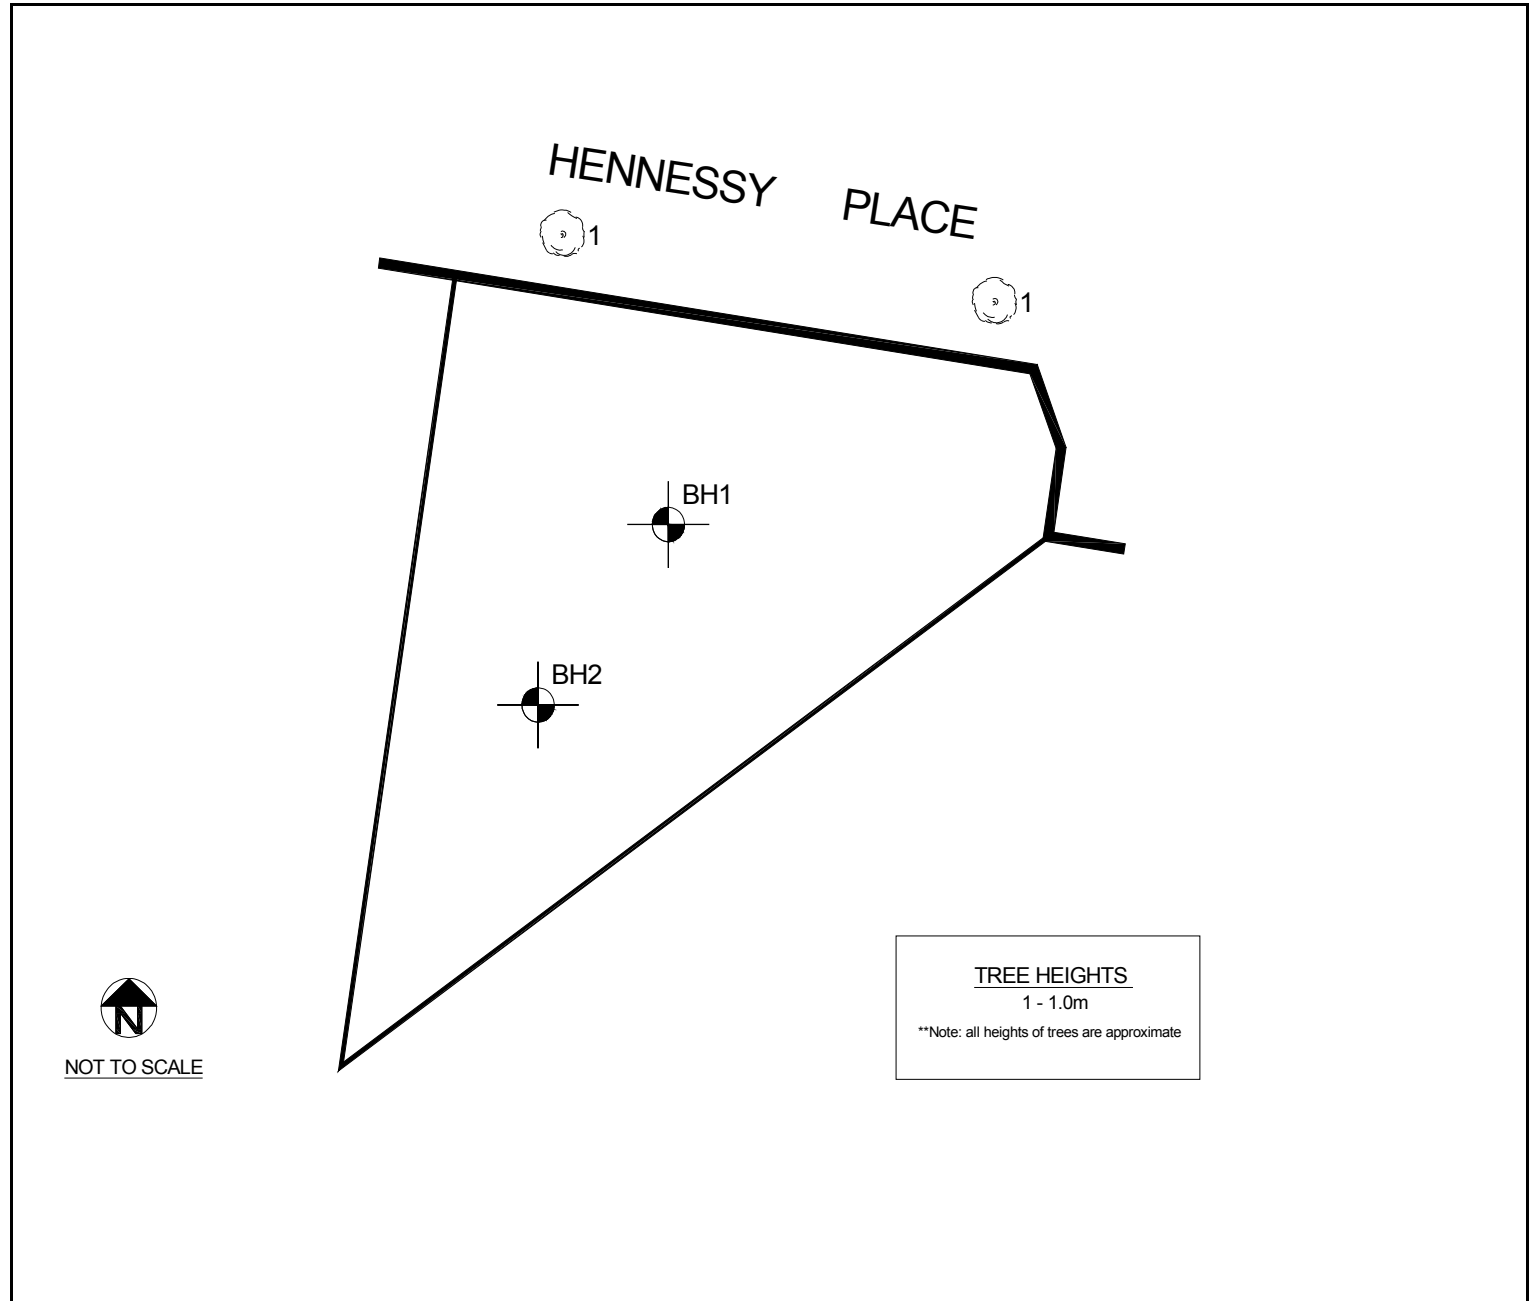 HENNESSY PLACE
1
1
BH1
BH2
N
NOT TO SCALE
TREE HEIGHTS
1 - 1.0m
**Note: all heights of trees are approximate